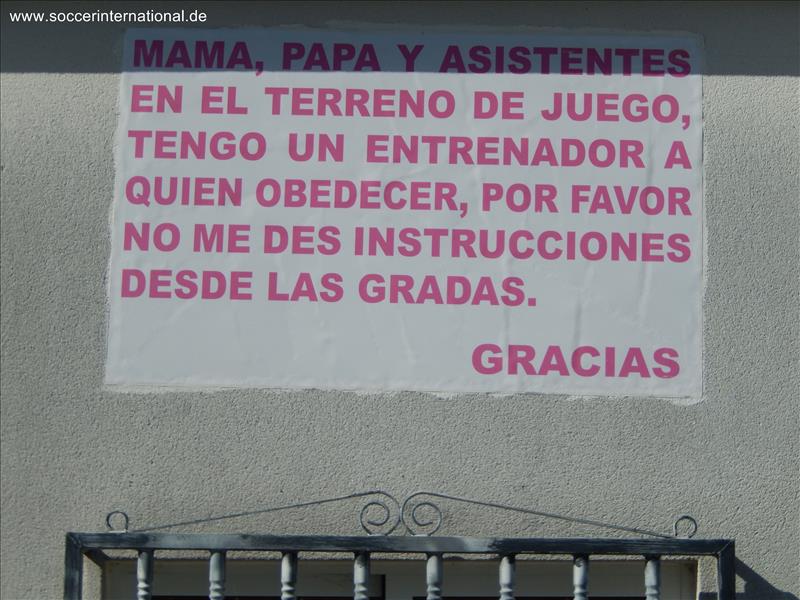 www.soccerinternational.de
MAMA, PAPA Y ASISTENTES
EN EL TERRENO DE JUEGO,
TENGO UN ENTRENADOR A
QUIEN OBEDECER, POR FAVOR
NO ME DES INSTRUCCIONES
DESDE LAS GRADAS.
GRACIAS